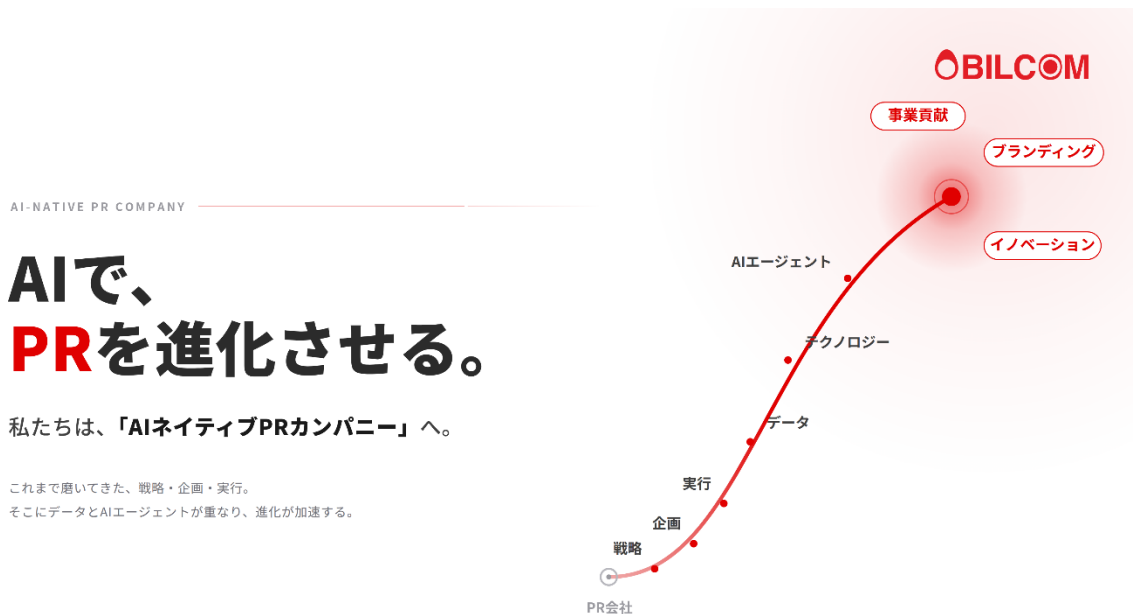 BILCOM
事業貢献
ブランディング
イノベーション
AI-NATIVE PR COMPANY
AIで、
PRを進化させる。
私たちは、「AIネイティブPRカンパニー」へ。
これまで磨いてきた、戦略・企画・実行。
そこにデータとAIエージェントが重なり、進化が加速する。
AIエージェント
テクノロジー
データ
実行
企画
戦略
PR会社